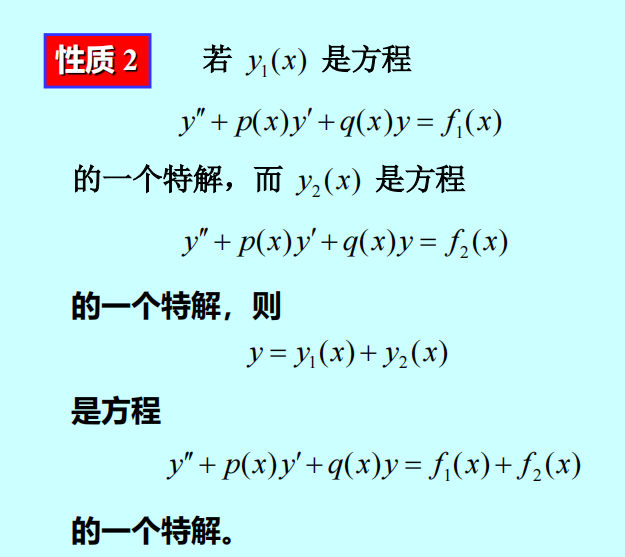 性质 2 若 y₁(x) 是方程
y″ + p(x)y′ + q(x)y = f₁(x)
的一个特解，而 y₂(x) 是方程
y″ + p(x)y′ + q(x)y = f₂(x)
的一个特解，则
y = y₁(x) + y₂(x)
是方程
y″ + p(x)y′ + q(x)y = f₁(x) + f₂(x)
的一个特解。